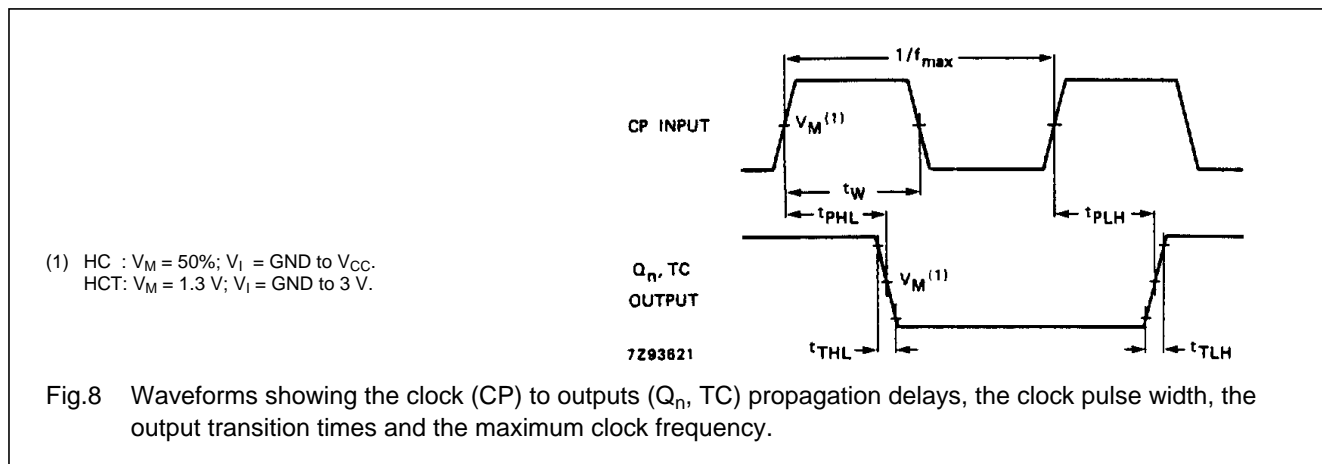 1/fmax
CP INPUT
VM(1)
tW
tPHL
tPLH
(1) HC : VM = 50%; VI = GND to VCC.
HCT: VM = 1.3 V; VI = GND to 3 V.
Qn, TC
OUTPUT
VM(1)
7Z93621
tTHL
tTLH
Fig.8 Waveforms showing the clock (CP) to outputs (Qn, TC) propagation delays, the clock pulse width, the
output transition times and the maximum clock frequency.